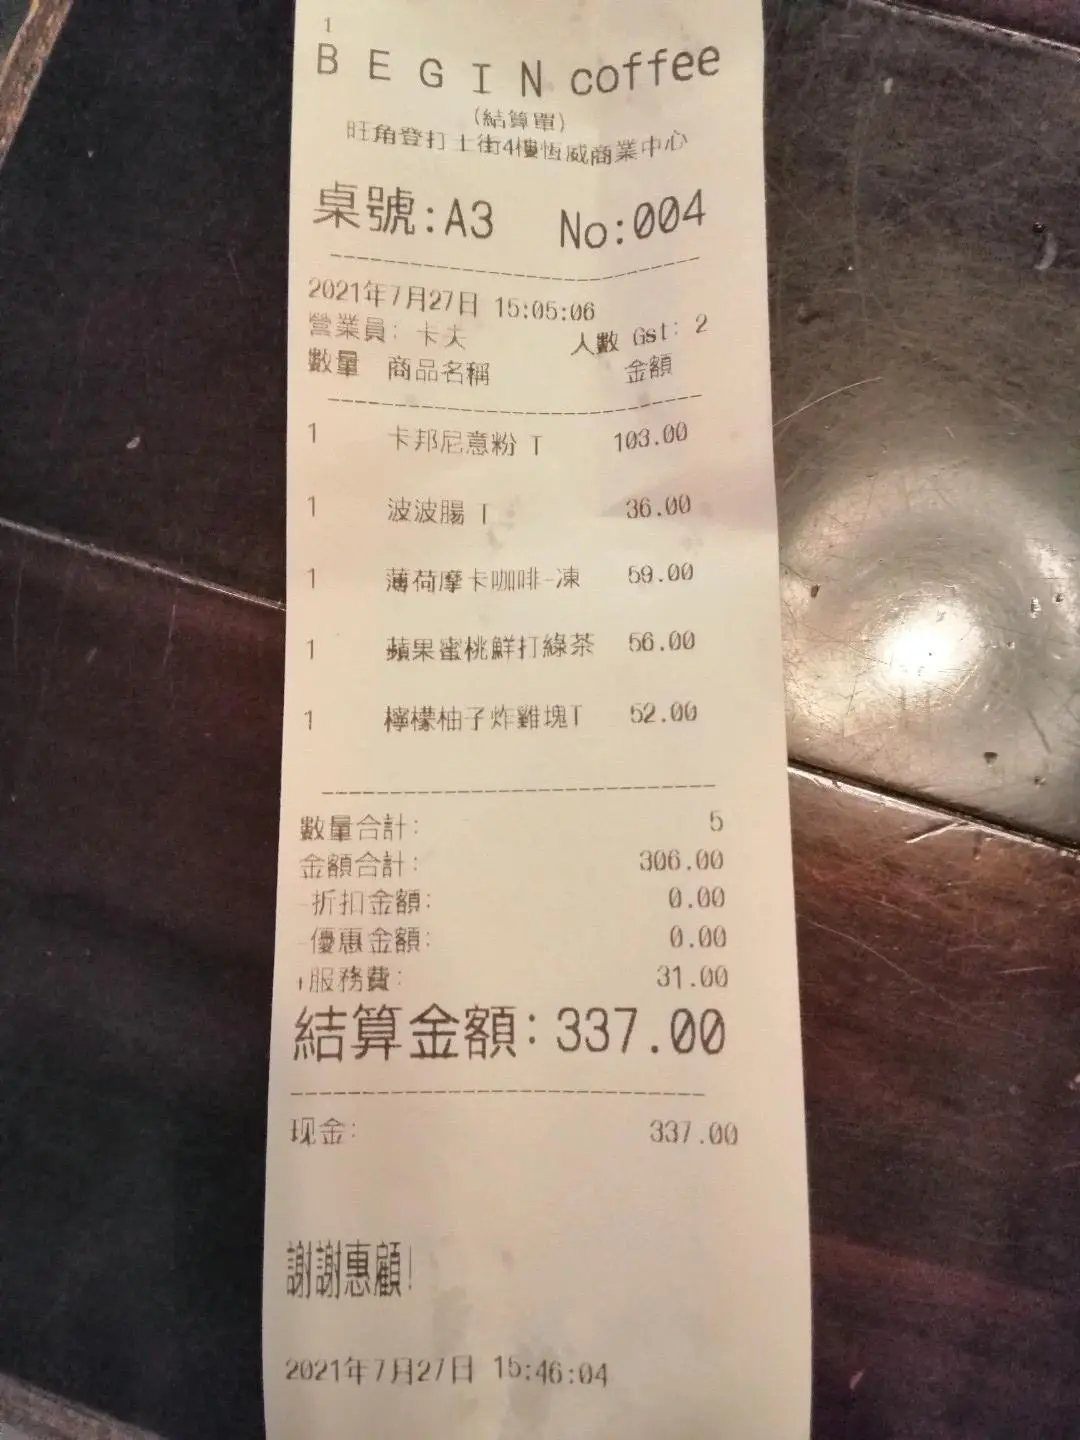 1
BEGIN coffee
(結算單)
旺角登打士街4樓恆威商業中心
桌號:A3 No:004
2021年7月27日 15:05:06
營業員: 卡夫 人數 Gst: 2
數量 商品名稱 金額
1 卡邦尼意粉 T 103.00
1 波波腸 T 36.00
1 薄荷摩卡咖啡-凍 59.00
1 蘋果蜜桃鮮打綠茶 56.00
1 檸檬柚子炸雞塊T 52.00
數量合計: 5
金額合計: 306.00
-折扣金額: 0.00
-優惠金額: 0.00
+服務費: 31.00
結算金額: 337.00
现金: 337.00
謝謝惠顧!
2021年7月27日 15:46:04